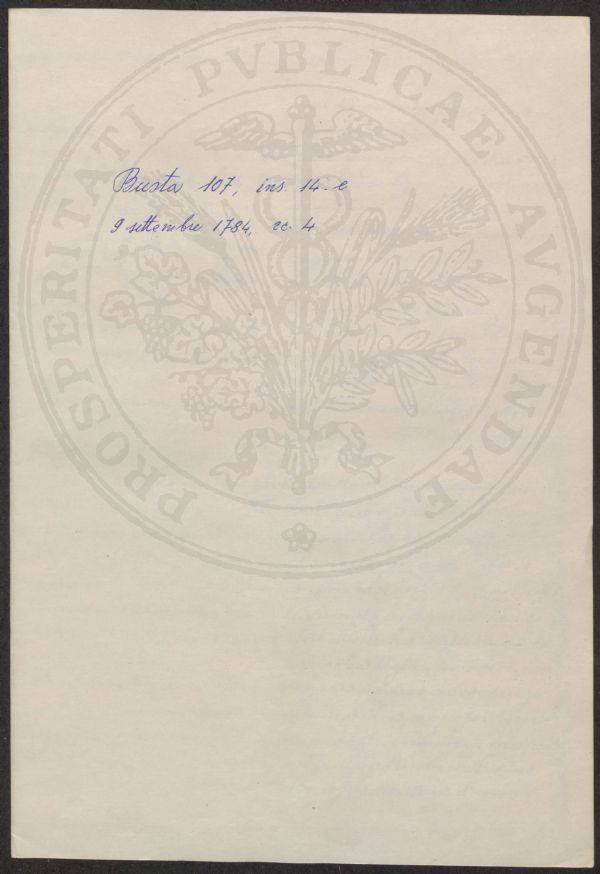 Busta 107, ins. 14-e
9 settembre 1784, cc. 4
PROSPERITATI PVBLICAE AVGENDAE